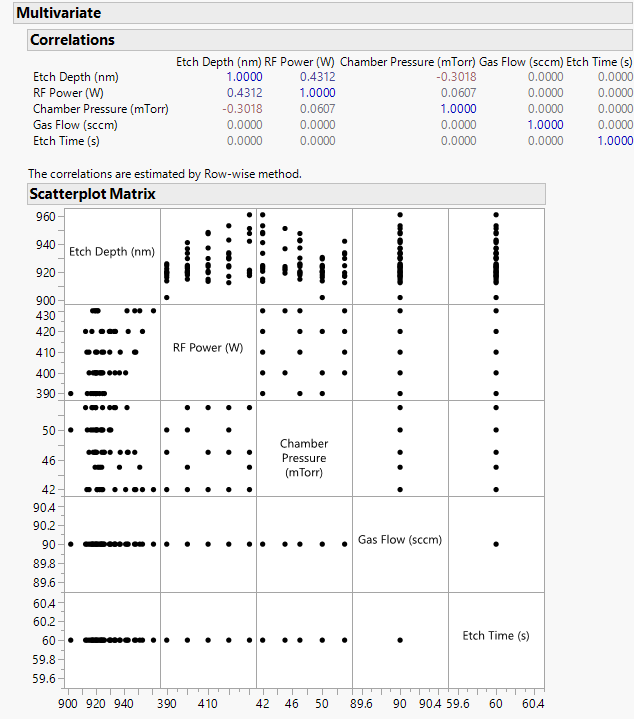 Multivariate
Correlations
Etch Depth (nm) RF Power (W) Chamber Pressure (mTorr) Gas Flow (sccm) Etch Time (s)
Etch Depth (nm) 1.0000 0.4312 -0.3018 0.0000 0.0000
RF Power (W) 0.4312 1.0000 0.0607 0.0000 0.0000
Chamber Pressure (mTorr) -0.3018 0.0607 1.0000 0.0000 0.0000
Gas Flow (sccm) 0.0000 0.0000 0.0000 1.0000 0.0000
Etch Time (s) 0.0000 0.0000 0.0000 0.0000 1.0000
The correlations are estimated by Row-wise method.
Scatterplot Matrix
960
940
920
900
Etch Depth (nm)
430
420
410
400
390
RF Power (W)
50
46
42
Chamber
Pressure
(mTorr)
90.4
90.2
90
89.8
89.6
Gas Flow (sccm)
60.4
60.2
60
59.8
59.6
Etch Time (s)
900 920 940 390 410 42 46 50 89.6 90 90.4 59.6 60 60.4